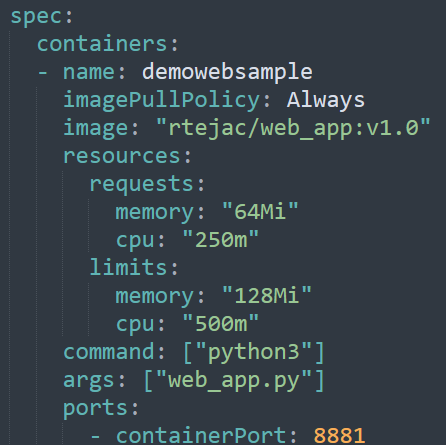 spec:
  containers:
  - name: demowebsample
    imagePullPolicy: Always
    image: "rtejac/web_app:v1.0"
    resources:
      requests:
        memory: "64Mi"
        cpu: "250m"
      limits:
        memory: "128Mi"
        cpu: "500m"
    command: ["python3"]
    args: ["web_app.py"]
    ports:
      - containerPort: 8881